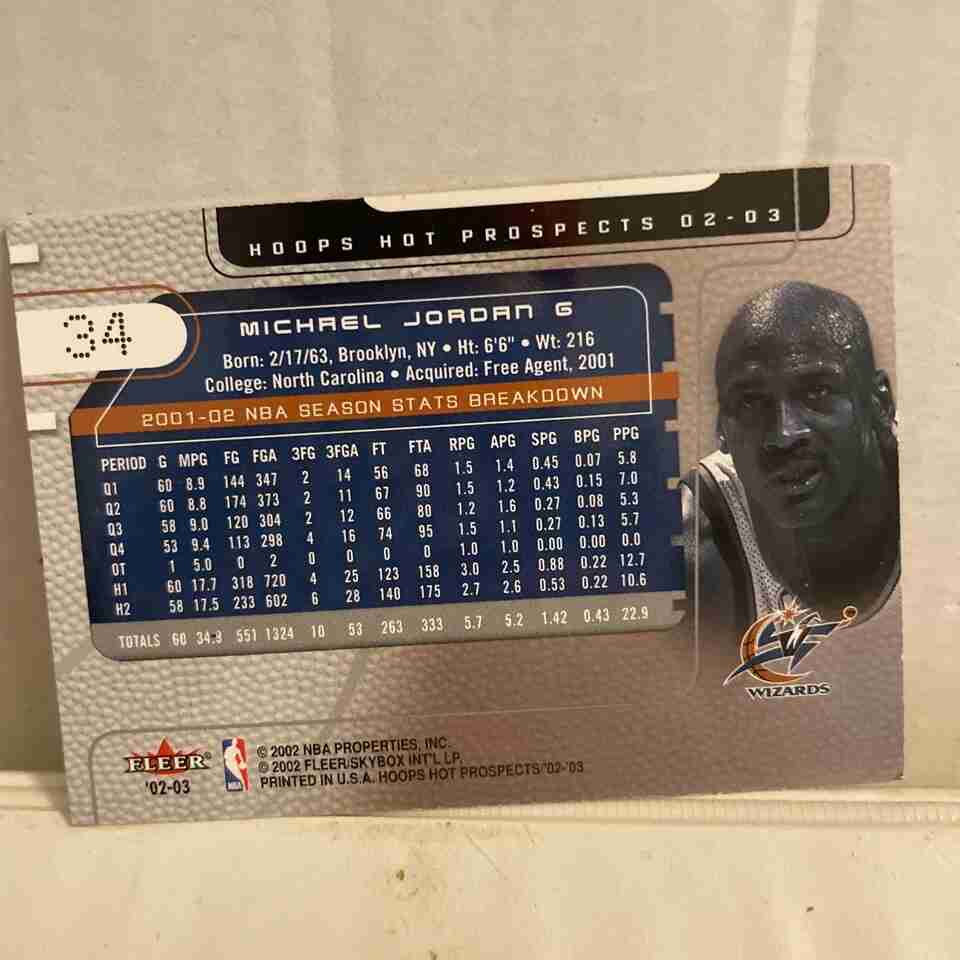 HOOPS HOT PROSPECTS 02-03
34
MICHAEL JORDAN G
Born: 2/17/63, Brooklyn, NY • Ht: 6'6" • Wt: 216
College: North Carolina • Acquired: Free Agent, 2001
2001-02 NBA SEASON STATS BREAKDOWN
PERIOD G MPG FG FGA 3FG 3FGA FT FTA RPG APG SPG BPG PPG
Q1 60 8.9 144 347 2 14 56 68 1.5 1.4 0.45 0.07 5.8
Q2 60 8.8 174 373 2 11 67 90 1.5 1.2 0.43 0.15 7.0
Q3 58 9.0 120 304 2 12 66 80 1.2 1.6 0.27 0.08 5.3
Q4 53 9.4 113 298 4 16 74 95 1.5 1.1 0.27 0.13 5.7
OT 1 5.0 0 2 0 0 0 0 1.0 1.0 0.00 0.00 0.0
H1 60 17.7 318 720 4 25 123 158 3.0 2.5 0.88 0.22 12.7
H2 58 17.5 233 602 6 28 140 175 2.7 2.6 0.53 0.22 10.6
TOTALS 60 34.9 551 1324 10 53 263 333 5.7 5.2 1.42 0.43 22.9
WIZARDS
FLEER
'02-03
NBA
© 2002 NBA PROPERTIES, INC.
© 2002 FLEER/SKYBOX INT'L LP.
PRINTED IN U.S.A. HOOPS HOT PROSPECTS/'02-'03